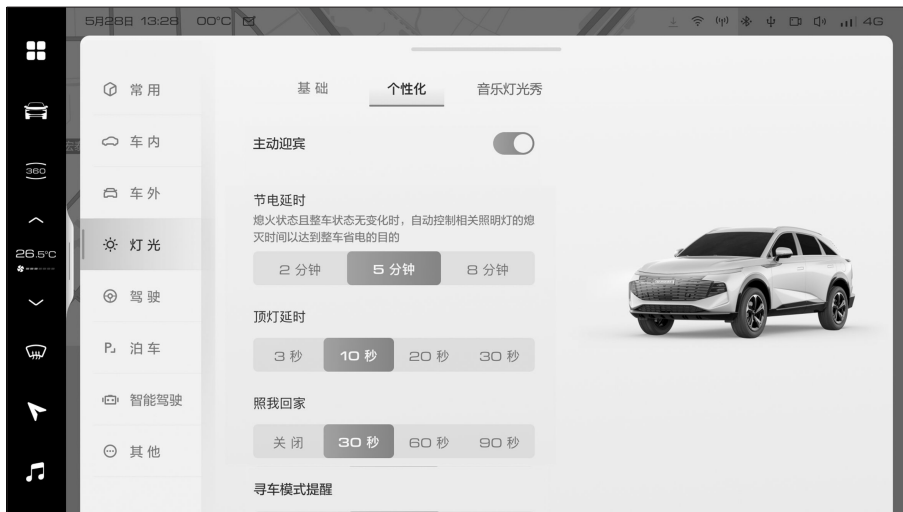 5月28日 13:28 00°C
4G
360
26.5°C
常用
车内
车外
灯光
驾驶
P 泊车
智能驾驶
其他
基础 个性化 音乐灯光秀
主动迎宾
节电延时
熄火状态且整车状态无变化时，自动控制相关照明灯的熄
灭时间以达到整车省电的目的
2 分钟 5 分钟 8 分钟
顶灯延时
3 秒 10 秒 20 秒 30 秒
照我回家
关闭 30 秒 60 秒 90 秒
寻车模式提醒